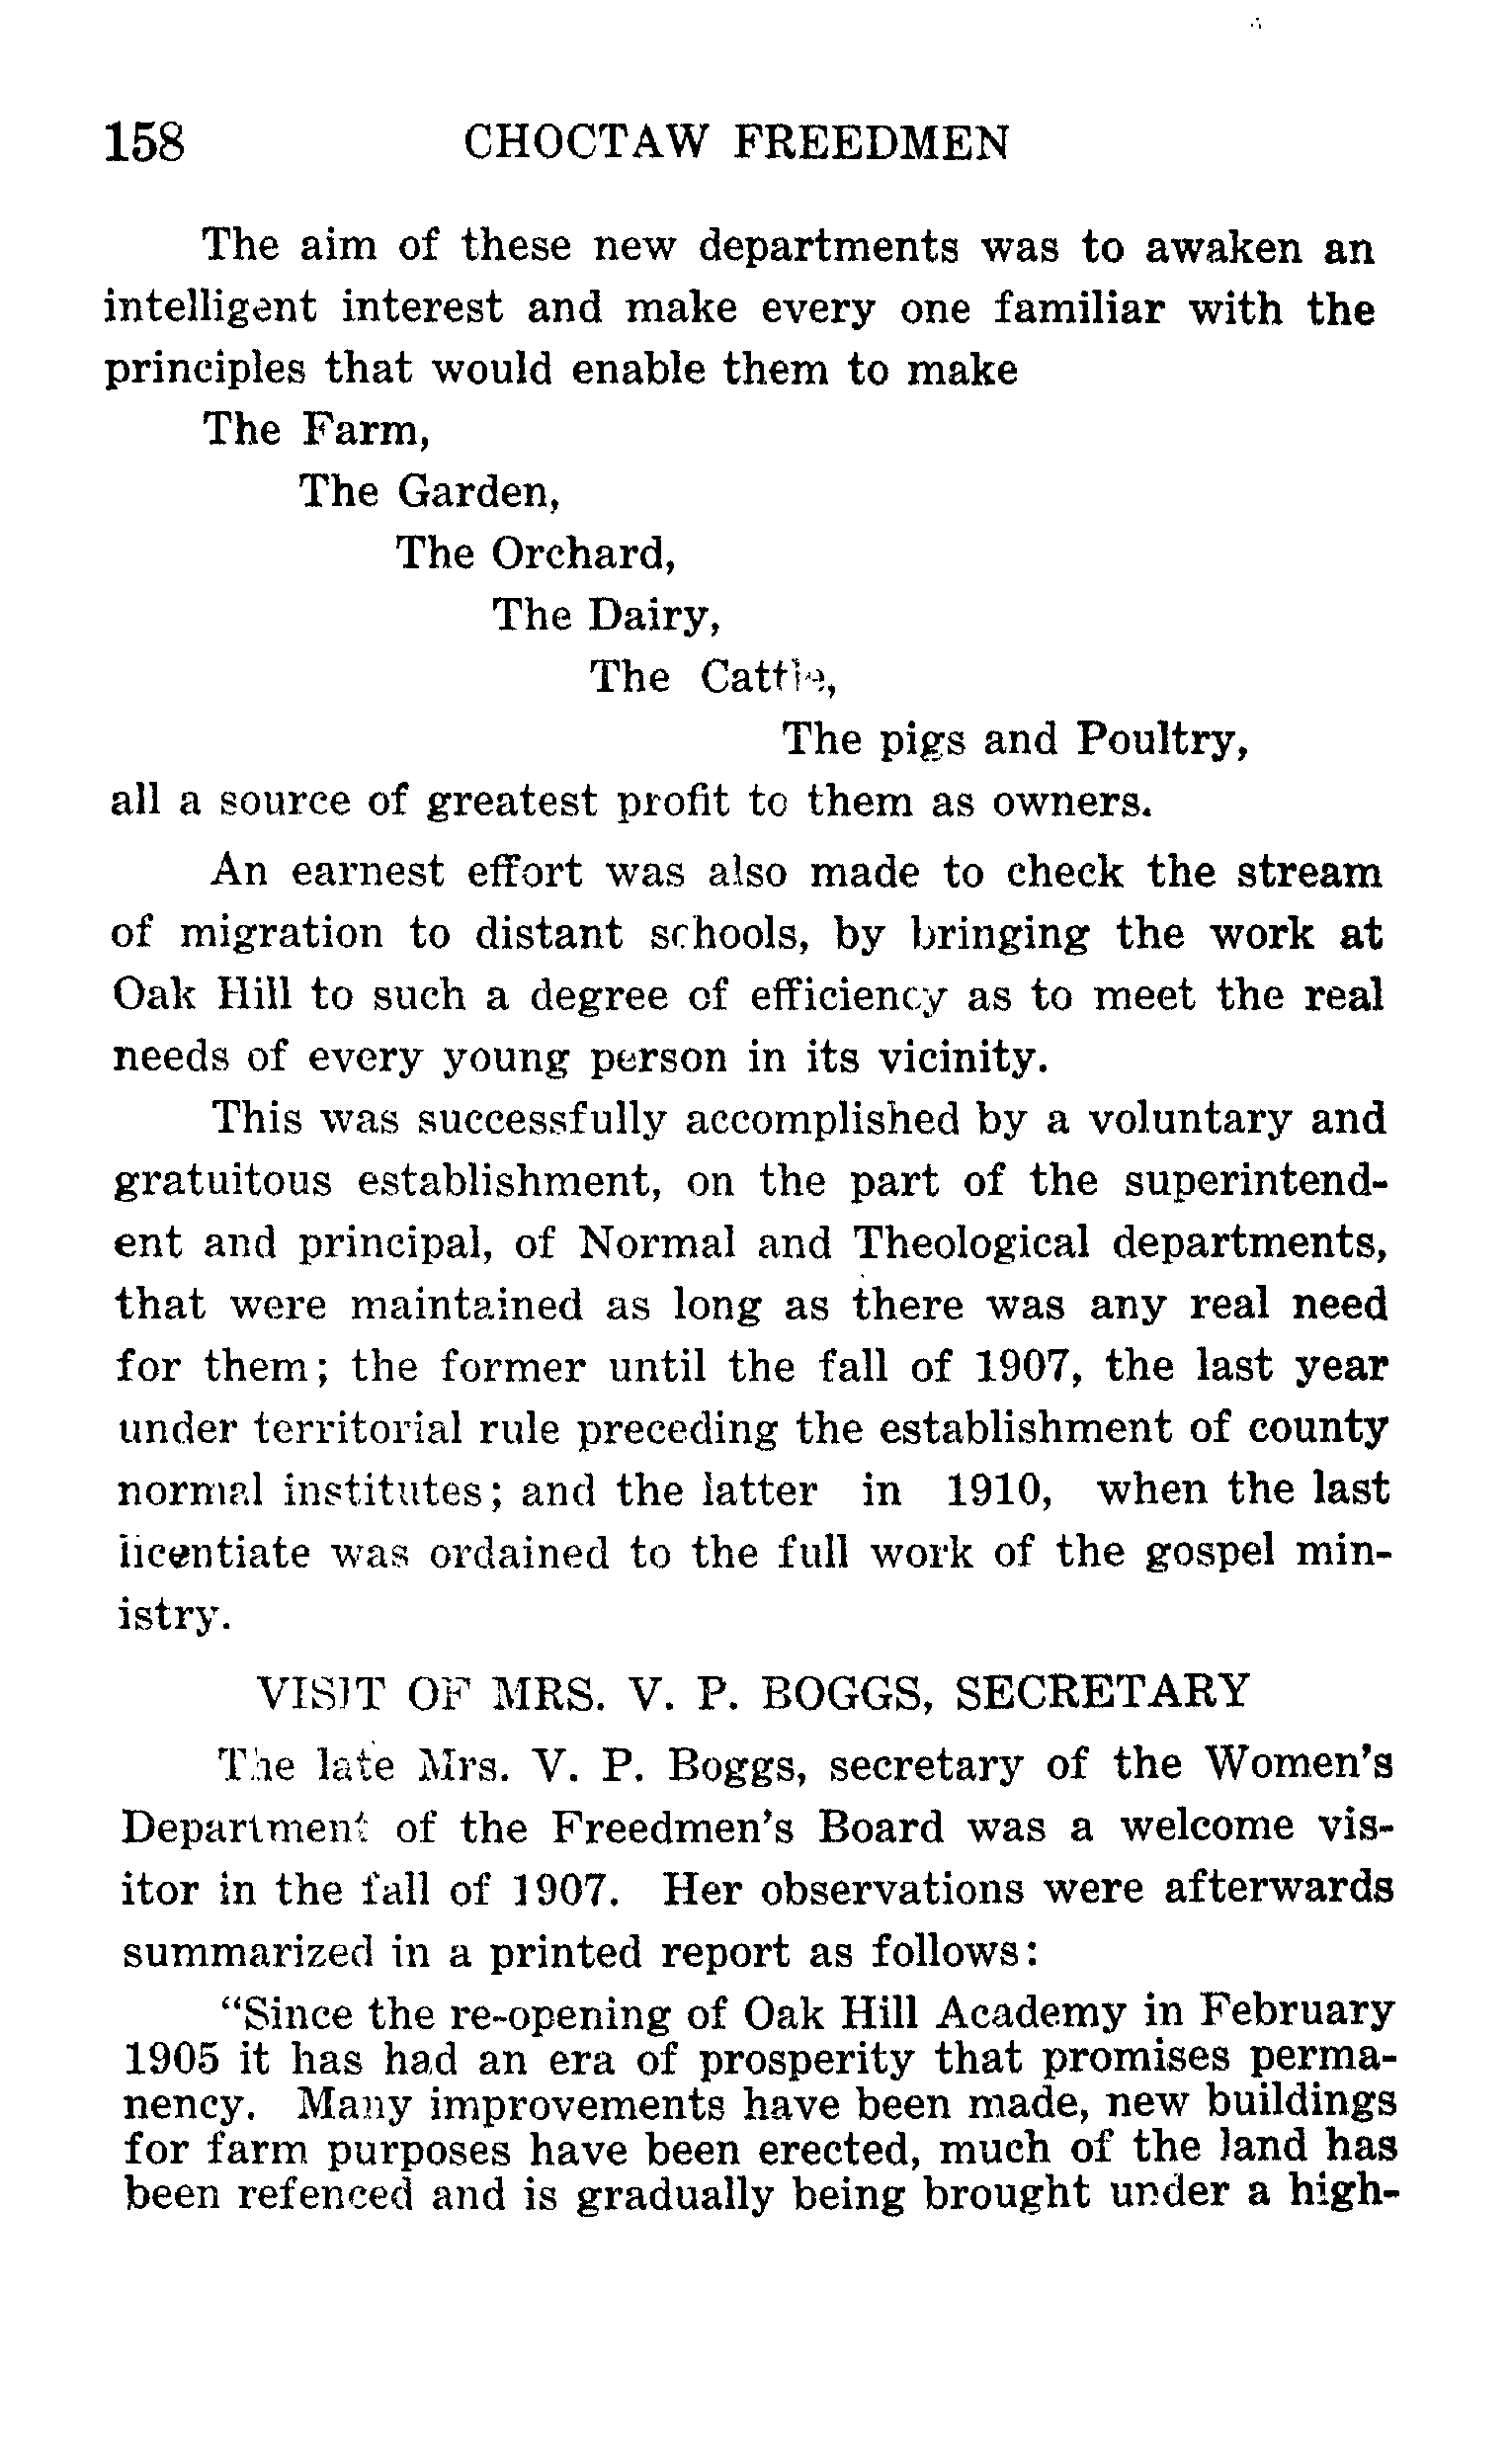 158 CHOCTAW FREEDMEN
The aim of these new departments was to awaken an
intelligent interest and make every one familiar with the
principles that would enable them to make
The Farm,
The Garden,
The Orchard,
The Dairy,
The Cattle,
The pigs and Poultry,
all a source of greatest profit to them as owners.
An earnest effort was also made to check the stream
of migration to distant schools, by bringing the work at
Oak Hill to such a degree of efficiency as to meet the real
needs of every young person in its vicinity.
This was successfully accomplished by a voluntary and
gratuitous establishment, on the part of the superintend-
ent and principal, of Normal and Theological departments,
that were maintained as long as there was any real need
for them; the former until the fall of 1907, the last year
under territorial rule preceding the establishment of county
normal institutes; and the latter in 1910, when the last
licentiate was ordained to the full work of the gospel min-
istry.
VISIT OF MRS. V. P. BOGGS, SECRETARY
The late Mrs. V. P. Boggs, secretary of the Women's
Department of the Freedmen's Board was a welcome vis-
itor in the fall of 1907. Her observations were afterwards
summarized in a printed report as follows:
"Since the re-opening of Oak Hill Academy in February
1905 it has had an era of prosperity that promises perma-
nency. Many improvements have been made, new buildings
for farm purposes have been erected, much of the land has
been refenced and is gradually being brought under a high-